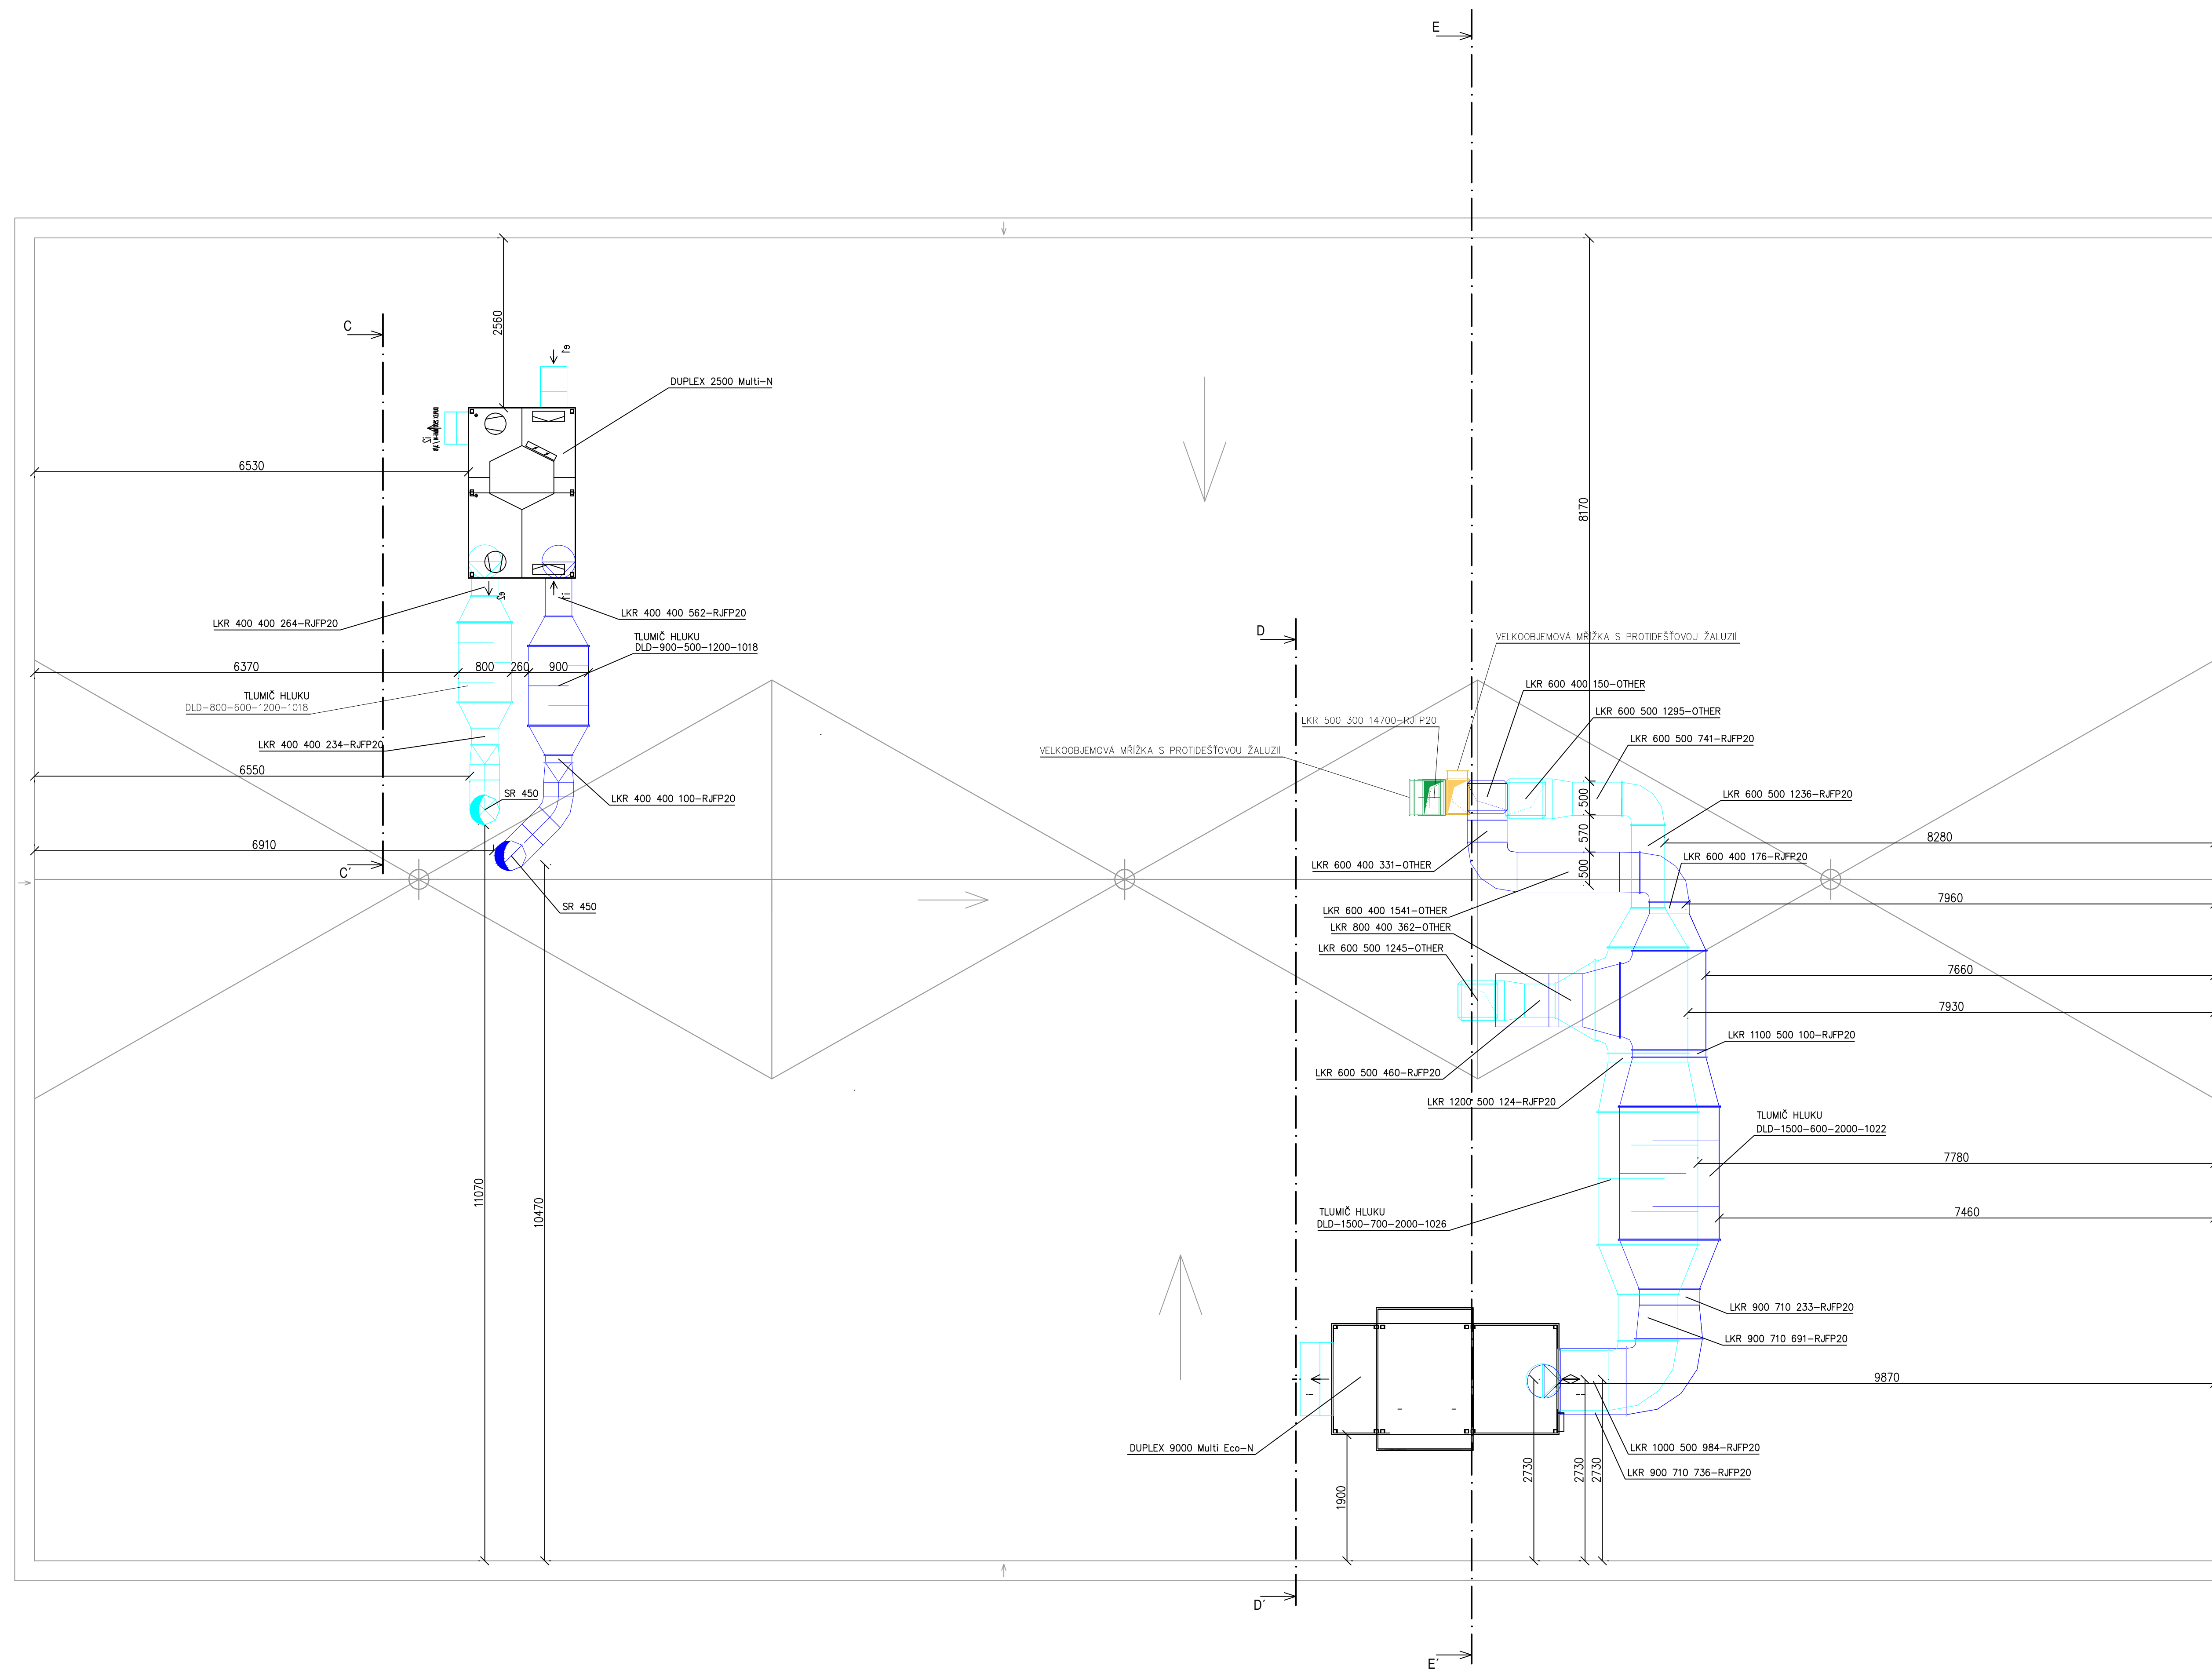 E
2560
C
e1
DUPLEX 2500 Multi-N
i2
6530
8170
e2
i1
LKR 400 400 562-RJFP20
LKR 400 400 264-RJFP20
D
TLUMIČ HLUKU
DLD-900-500-1200-1018
VELKOOBJEMOVÁ MŘÍŽKA S PROTIDEŠŤOVOU ŽALUZIÍ
6370
800
260
900
LKR 600 400 150-OTHER
TLUMIČ HLUKU
DLD-800-600-1200-1018
LKR 600 500 1295-OTHER
LKR 500 300 14700-RJFP20
LKR 600 500 741-RJFP20
LKR 400 400 234-RJFP20
VELKOOBJEMOVÁ MŘÍŽKA S PROTIDEŠŤOVOU ŽALUZIÍ
6550
SR 450
LKR 400 400 100-RJFP20
500
LKR 600 500 1236-RJFP20
570
8280
6910
LKR 600 400 176-RJFP20
LKR 600 400 331-OTHER
500
C´
7960
SR 450
LKR 600 400 1541-OTHER
LKR 800 400 362-OTHER
LKR 600 500 1245-OTHER
7660
7930
LKR 1100 500 100-RJFP20
LKR 600 500 460-RJFP20
LKR 1200 500 124-RJFP20
TLUMIČ HLUKU
DLD-1500-600-2000-1022
7780
11070
10470
TLUMIČ HLUKU
DLD-1500-700-2000-1026
7460
LKR 900 710 233-RJFP20
LKR 900 710 691-RJFP20
9870
DUPLEX 9000 Multi Eco-N
LKR 1000 500 984-RJFP20
2730
2730
2730
LKR 900 710 736-RJFP20
1900
D´
E´